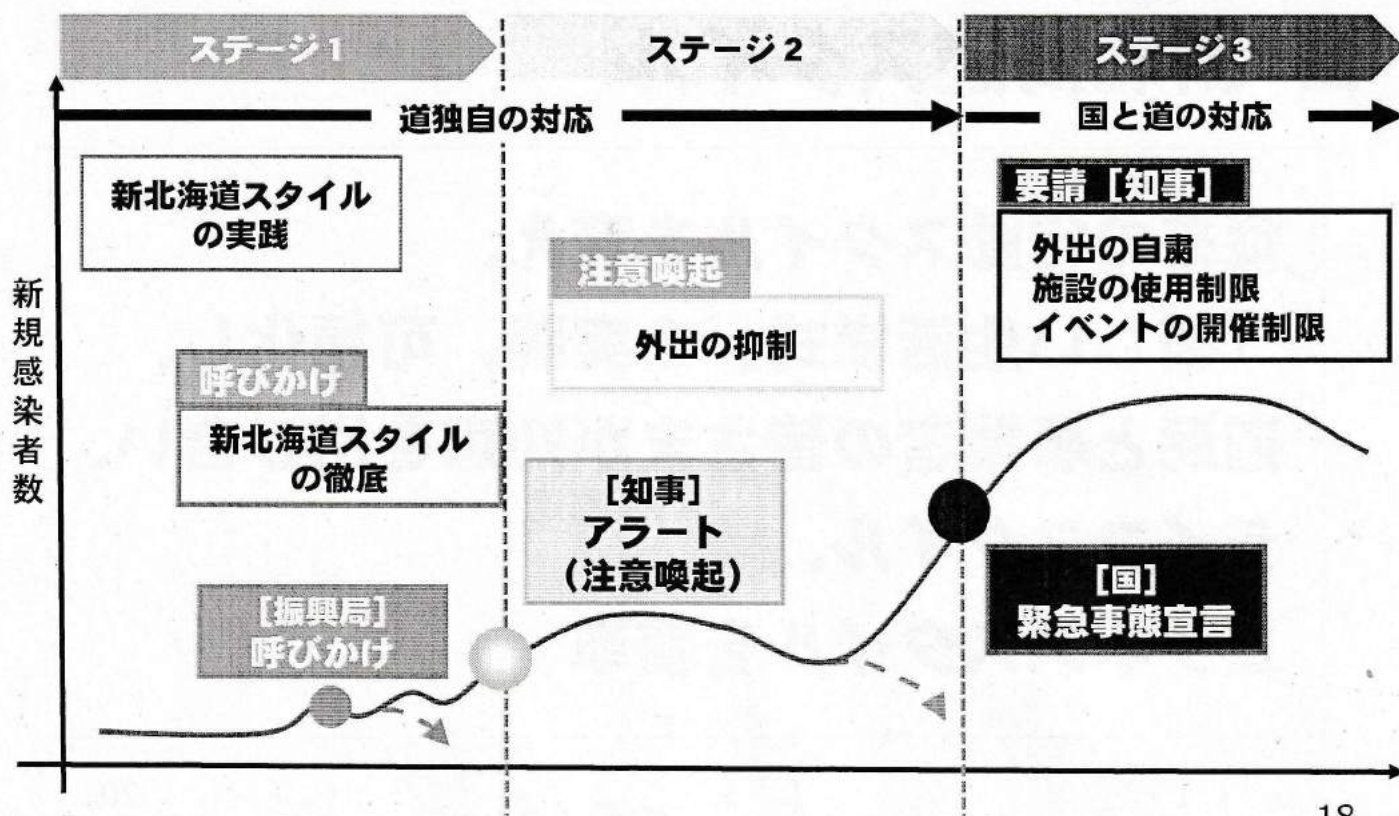 ステージ1
ステージ2
ステージ3
道独自の対応
国と道の対応
新北海道スタイル
の実践
呼びかけ
新北海道スタイル
の徹底
[振興局]
呼びかけ
注意喚起
外出の抑制
[知事]
アラート
(注意喚起)
要請 [知事]
外出の自粛
施設の使用制限
イベントの開催制限
[国]
緊急事態宣言
新規感染者数
18